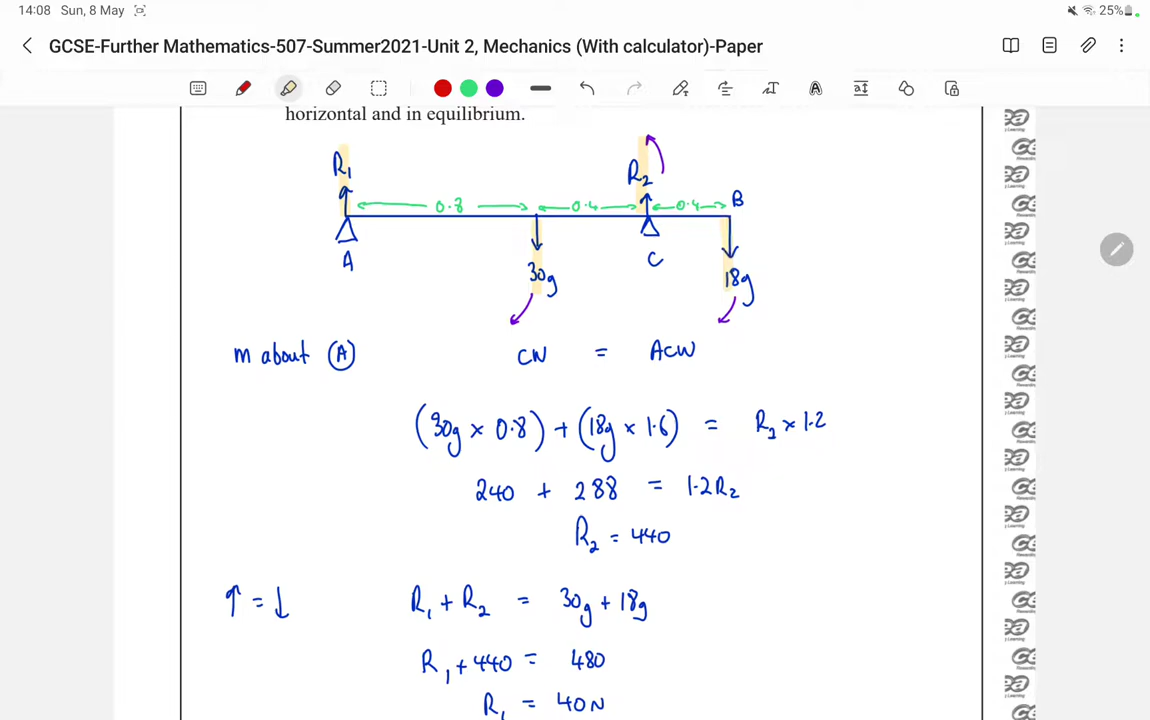 14:08 Sun, 8 May
25%
GCSE-Further Mathematics-507-Summer2021-Unit 2, Mechanics (With calculator)-Paper
horizontal and in equilibrium.
R₁ R₂ B
0.8 0.4 0.4
A 30g C 18g
m about (A) CW = ACW
(30g × 0.8) + (18g × 1.6) = R₂ × 1.2
240 + 288 = 1.2R₂
R₂ = 440
↑ = ↓ R₁ + R₂ = 30g + 18g
R₁ + 440 = 480
R₁ = 40N